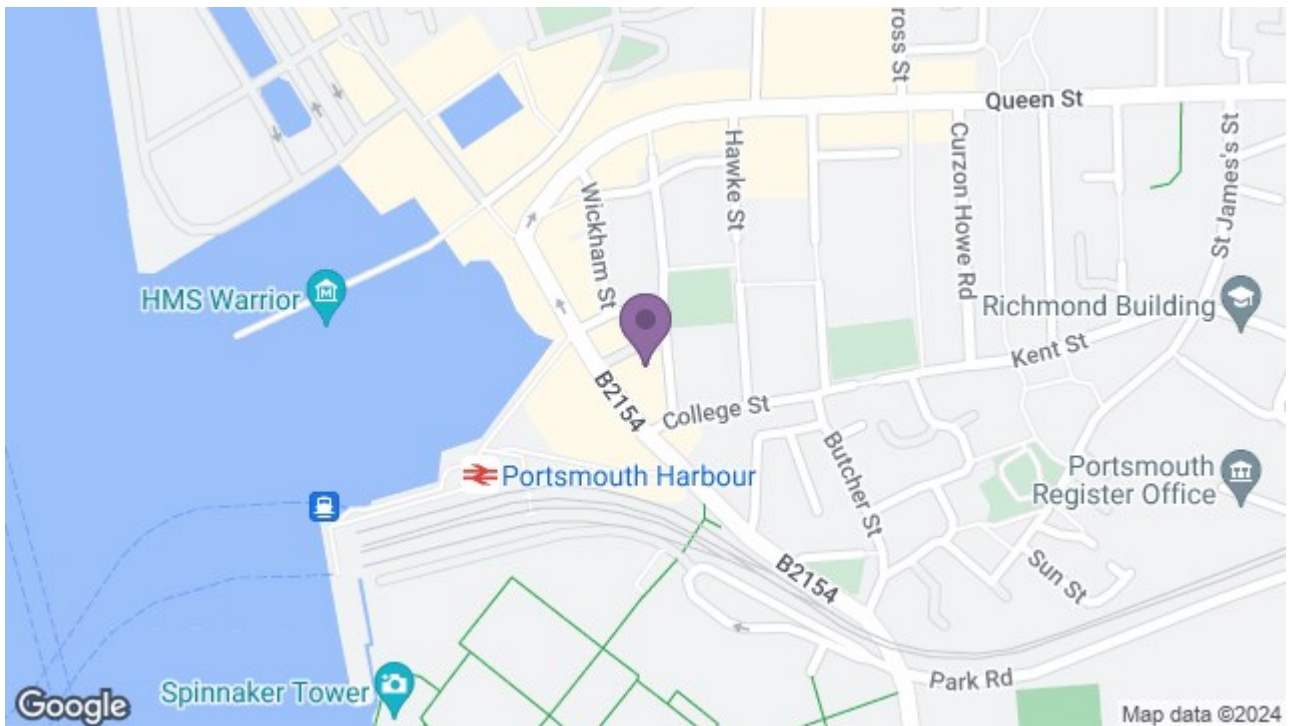 ross St
Queen St
Hawke St
Curzon Howe Rd
St James's St
Wickham St
HMS Warrior
M
Richmond Building
Kent St
B2154
College St
Butcher St
Portsmouth Harbour
Portsmouth
Register Office
Sun St
B2154
Park Rd
Spinnaker Tower
Google
Map data ©2024